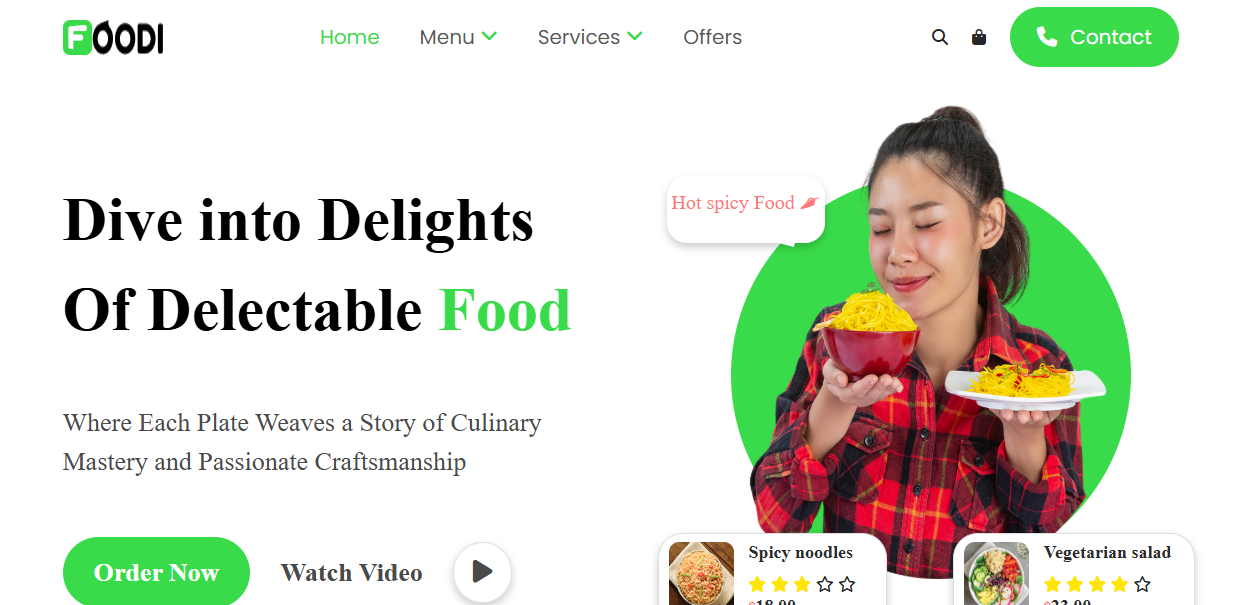 FOODI
Home Menu Services Offers Contact
Hot spicy Food
Dive into Delights
Of Delectable Food
Where Each Plate Weaves a Story of Culinary
Mastery and Passionate Craftsmanship
Order Now Watch Video
Spicy noodles
Vegetarian salad
$18.00
$23.00